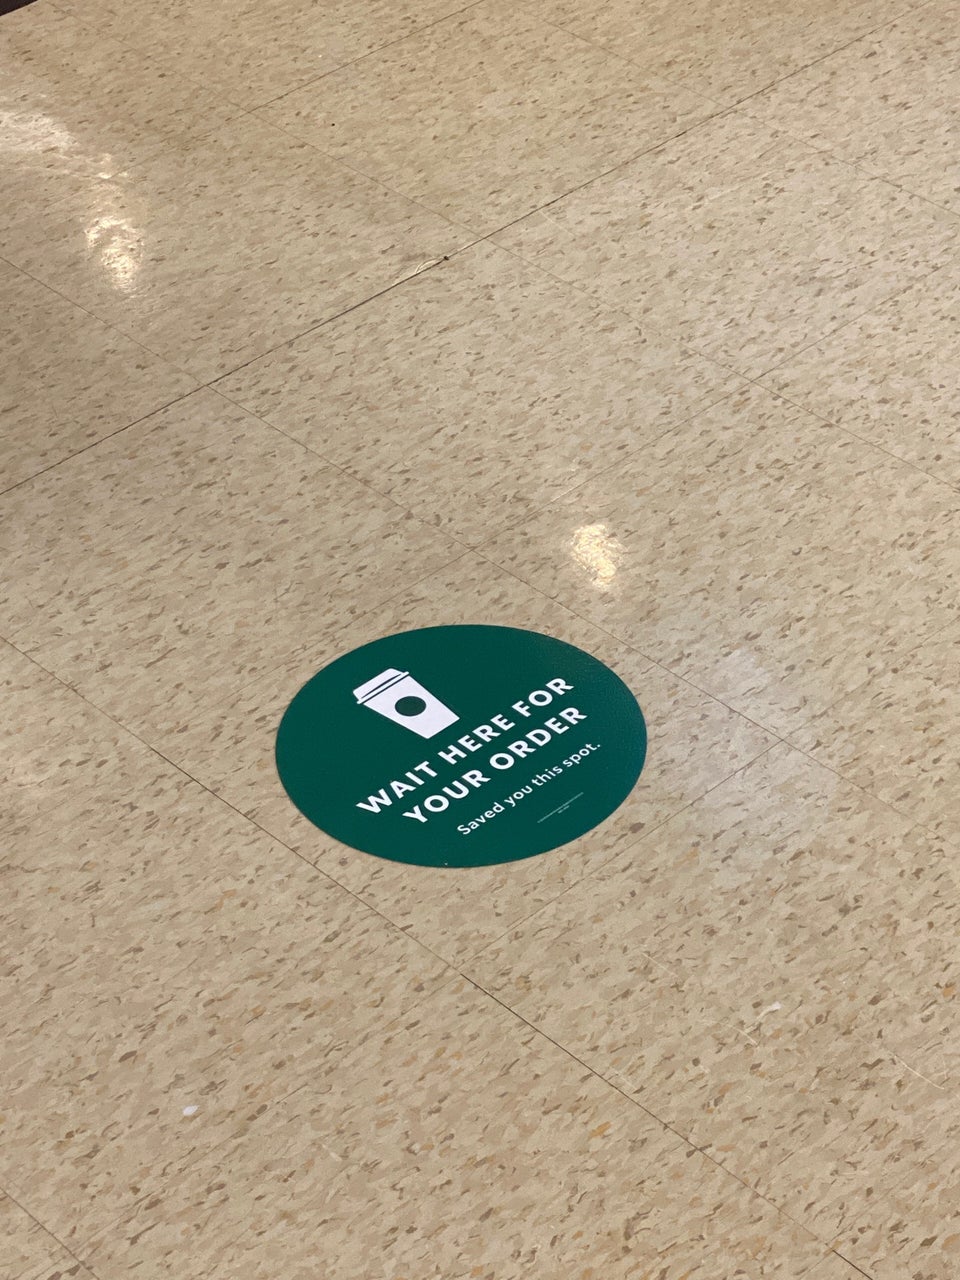 WAIT HERE FOR
YOUR ORDER
Saved you this spot.